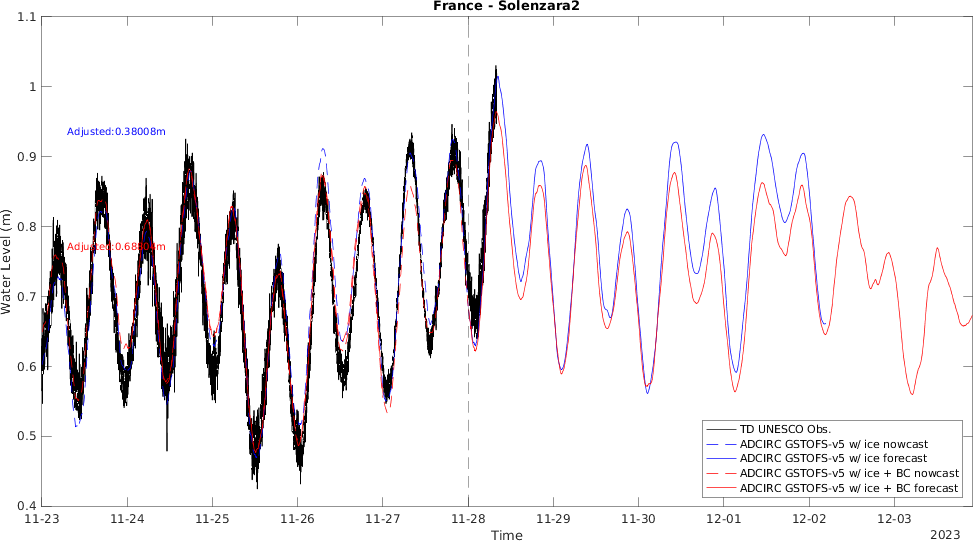 France - Solenzara2
Water Level (m)
1.1
1
0.9
0.8
0.7
0.6
0.5
0.4
Adjusted:0.38008m
Adjusted:0.68804m
TD UNESCO Obs.
ADCIRC GSTOFS-v5 w/ ice nowcast
ADCIRC GSTOFS-v5 w/ ice forecast
ADCIRC GSTOFS-v5 w/ ice + BC nowcast
ADCIRC GSTOFS-v5 w/ ice + BC forecast
11-23 11-24 11-25 11-26 11-27 11-28 11-29 11-30 12-01 12-02 12-03
Time
2023